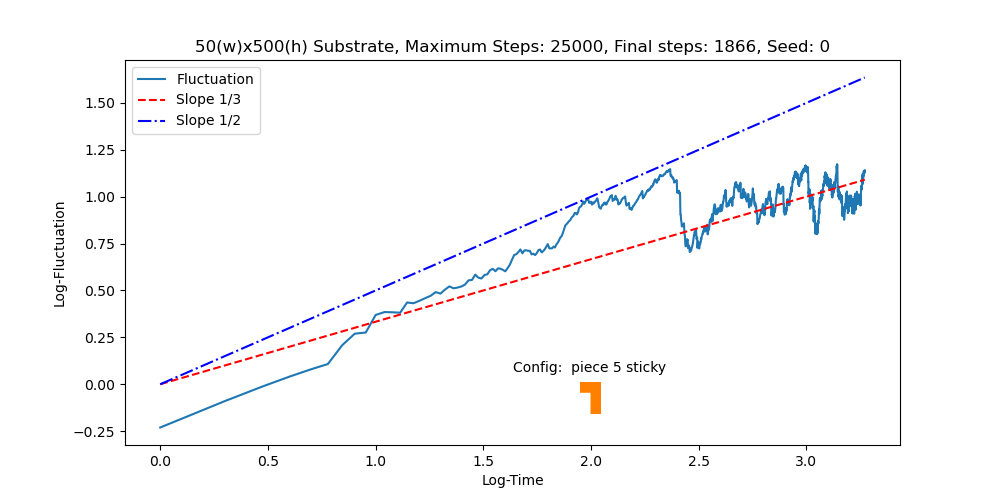 50(w)x500(h) Substrate, Maximum Steps: 25000, Final steps: 1866, Seed: 0
Fluctuation
Slope 1/3
Slope 1/2
1.50
1.25
1.00
0.75
0.50
0.25
0.00
−0.25
Log-Fluctuation
Config:  piece 5 sticky
0.0 0.5 1.0 1.5 2.0 2.5 3.0
Log-Time